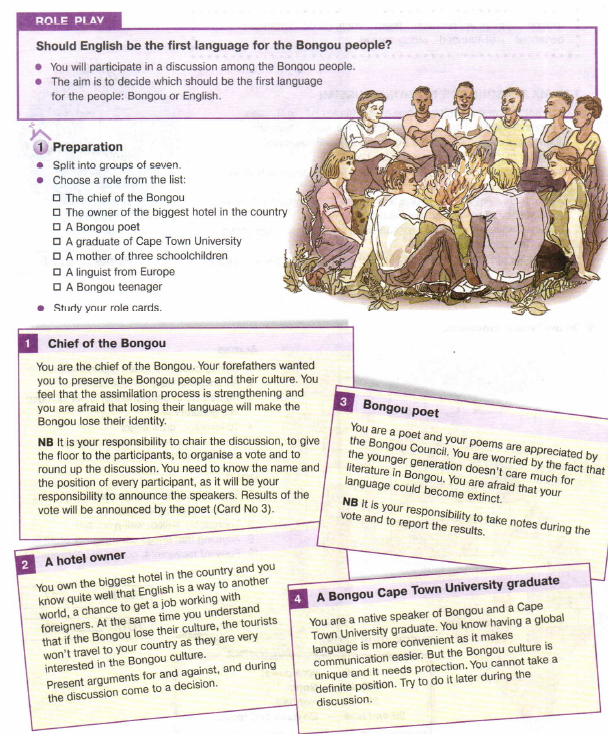 ROLE PLAY
Should English be the first language for the Bongou people?
● You will participate in a discussion among the Bongou people.
● The aim is to decide which should be the first language
for the people: Bongou or English.
1 Preparation
● Split into groups of seven.
● Choose a role from the list:
□ The chief of the Bongou
□ The owner of the biggest hotel in the country
□ A Bongou poet
□ A graduate of Cape Town University
□ A mother of three schoolchildren
□ A linguist from Europe
□ A Bongou teenager
● Study your role cards.
1 Chief of the Bongou
You are the chief of the Bongou. Your forefathers wanted
you to preserve the Bongou people and their culture. You
feel that the assimilation process is strengthening and
you are afraid that losing their language will make the
Bongou lose their identity.
NB It is your responsibility to chair the discussion, to give
the floor to the participants, to organise a vote and to
round up the discussion. You need to know the name and
the position of every participant, as it will be your
responsibility to announce the speakers. Results of the
vote will be announced by the poet (Card No 3).
3 Bongou poet
You are a poet and your poems are appreciated by
the Bongou Council. You are worried by the fact that
the younger generation doesn't care much for
literature in Bongou. You are afraid that your
language could become extinct.
NB It is your responsibility to take notes during the
vote and to report the results.
2 A hotel owner
You own the biggest hotel in the country and you
know quite well that English is a way to another
world, a chance to get a job working with
foreigners. At the same time you understand
that if the Bongou lose their culture, the tourists
won't travel to your country as they are very
interested in the Bongou culture.
Present arguments for and against, and during
the discussion come to a decision.
4 A Bongou Cape Town University graduate
You are a native speaker of Bongou and a Cape
Town University graduate. You know having a global
language is more convenient as it makes
communication easier. But the Bongou culture is
unique and it needs protection. You cannot take a
definite position. Try to do it later during the
discussion.